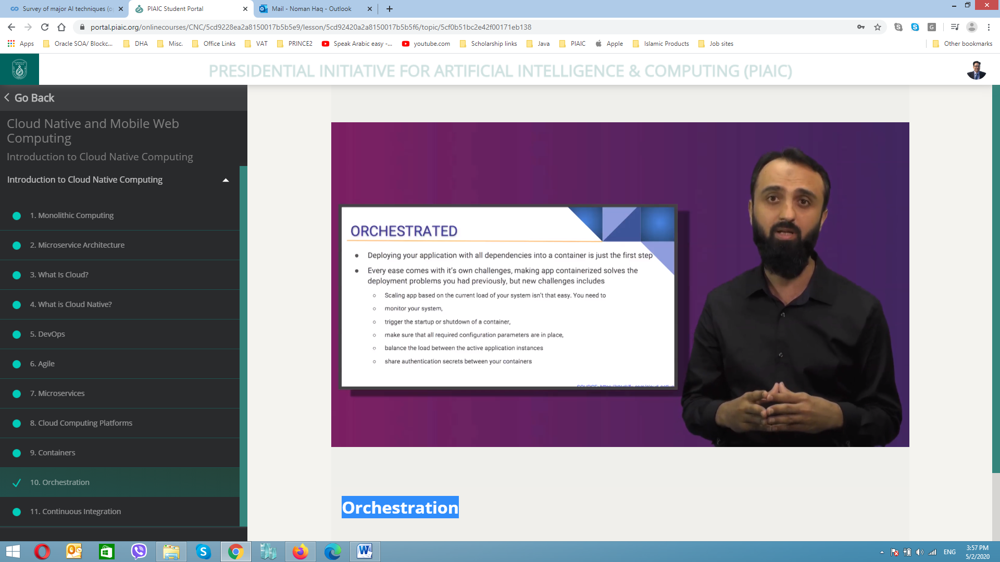 Survey of major AI techniques (o
PIAIC Student Portal
Mail - Noman Haq - Outlook
portal.piaic.org/onlinecourses/CNC/5cd9228ea2a8150017b5b5e9/lesson/5cd92420a2a8150017b5b5f6/topic/5cf0b51bc2e42f00171eb138
Apps
Oracle SOA/ Blockc...
DHA
Misc.
Office Links
VAT
PRINCE2
Speak Arabic easy -...
youtube.com
Scholarship links
Java
PIAIC
Apple
Islamic Products
Job sites
Other bookmarks
PRESIDENTIAL INITIATIVE FOR ARTIFICIAL INTELLIGENCE & COMPUTING (PIAIC)
Go Back
Cloud Native and Mobile Web
Computing
Introduction to Cloud Native Computing
Introduction to Cloud Native Computing
1. Monolithic Computing
2. Microservice Architecture
3. What Is Cloud?
4. What is Cloud Native?
5. DevOps
6. Agile
7. Microservices
8. Cloud Computing Platforms
9. Containers
10. Orchestration
11. Continuous Integration
ORCHESTRATED
● Deploying your application with all dependencies into a container is just the first step
● Every ease comes with it's own challenges, making app containerized solves the
deployment problems you had previously, but new challenges includes
○ Scaling app based on the current load of your system isn't that easy. You need to
○ monitor your system,
○ trigger the startup or shutdown of a container,
○ make sure that all required configuration parameters are in place,
○ balance the load between the active application instances
○ share authentication secrets between your containers
SOURCE: https://stackify.com/cloud-native
Orchestration
ENG
3:57 PM
5/2/2020